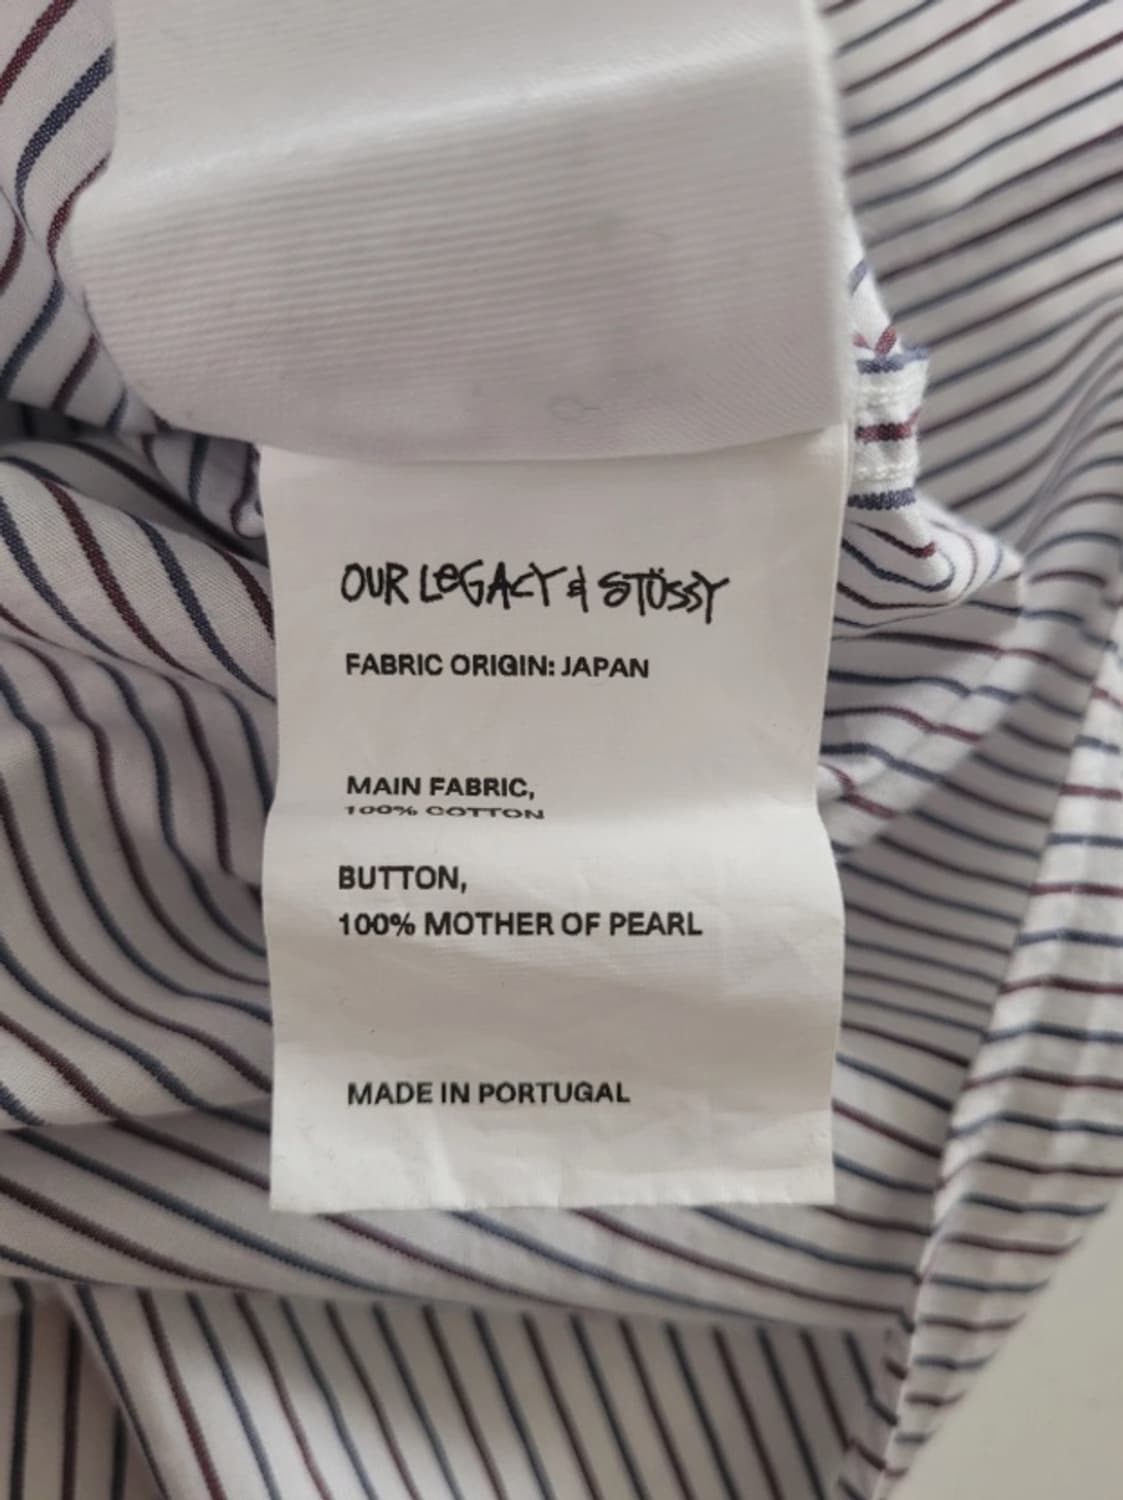 OUR LEGACY & STÜSSY
FABRIC ORIGIN: JAPAN
MAIN FABRIC,
100% COTTON
BUTTON,
100% MOTHER OF PEARL
MADE IN PORTUGAL